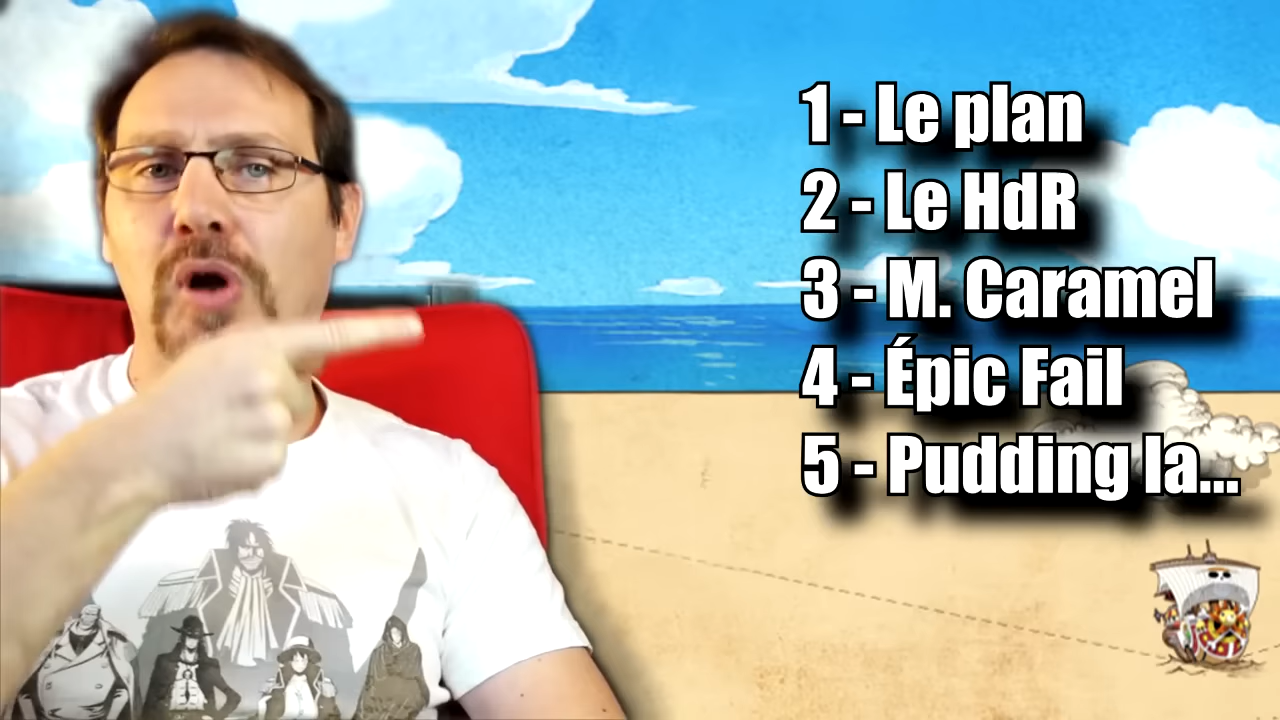 1 - Le plan
2 - Le HdR
3 - M. Caramel
4 - Épic Fail
5 - Pudding la...